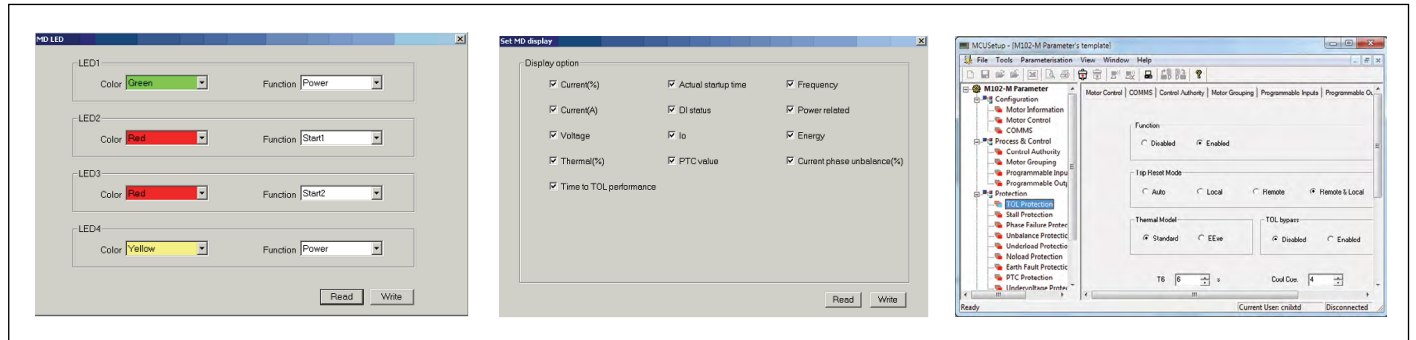 MD LED
LED1
Color Green Function Power
LED2
Color Red Function Start1
LED3
Color Red Function Start2
LED4
Color Yellow Function Power
Read Write
Set MD display
Display option
Current(%) Actual startup time Frequency
Current(A) DI status Power related
Voltage Io Energy
Thermal(%) PTC value Current phase unbalance(%)
Time to TOL performance
Read Write
MCUSetup - [M102-M Parameter's template]
File Tools Parameterisation View Window Help
M102-M Parameter
Configuration
Motor Information
Motor Control
COMMS
Process & Control
Control Authority
Motor Grouping
Programmable Inpu
Programmable Outp
Protection
TOL Protection
Stall Protection
Phase Failure Protec
Unbalance Protectic
Underload Protectio
Noload Protection
Earth Fault Protectic
PTC Protection
Undervoltage Protec
Motor Control COMMS Control Authority Motor Grouping Programmable Inputs Programmable Ou
Function
Disabled Enabled
Trip Reset Mode
Auto Local Remote Remote & Local
Thermal Model TOL bypass
Standard EExe Disabled Enabled
T6 6 s Cool Coe. 4
Ready Current User: cnilxtd Disconnected